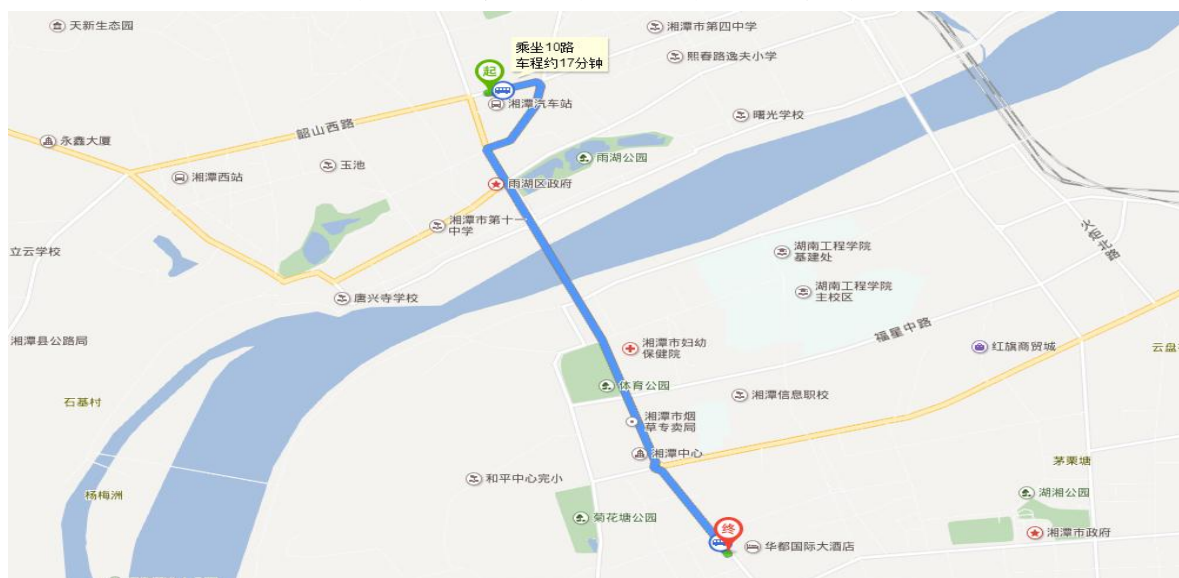 天新生态园
湘潭市第四中学
乘坐10路
车程约17分钟
熙春路逸夫小学
起
湘潭汽车站
曙光学校
韶山西路
永鑫大厦
雨湖公园
玉池
湘潭西站
雨湖区政府
湘潭市第十一
中学
火炬北路
立云学校
湖南工程学院
基建处
湖南工程学院
主校区
唐兴寺学校
福星中路
湘潭县公路局
湘潭市妇幼
保健院
红旗商贸城
云盘
体育公园
湘潭信息职校
石基村
湘潭市烟
草专卖局
湘潭中心
茅栗塘
和平中心完小
杨梅洲
湖湘公园
菊花塘公园
终
湘潭市政府
华都国际大酒店